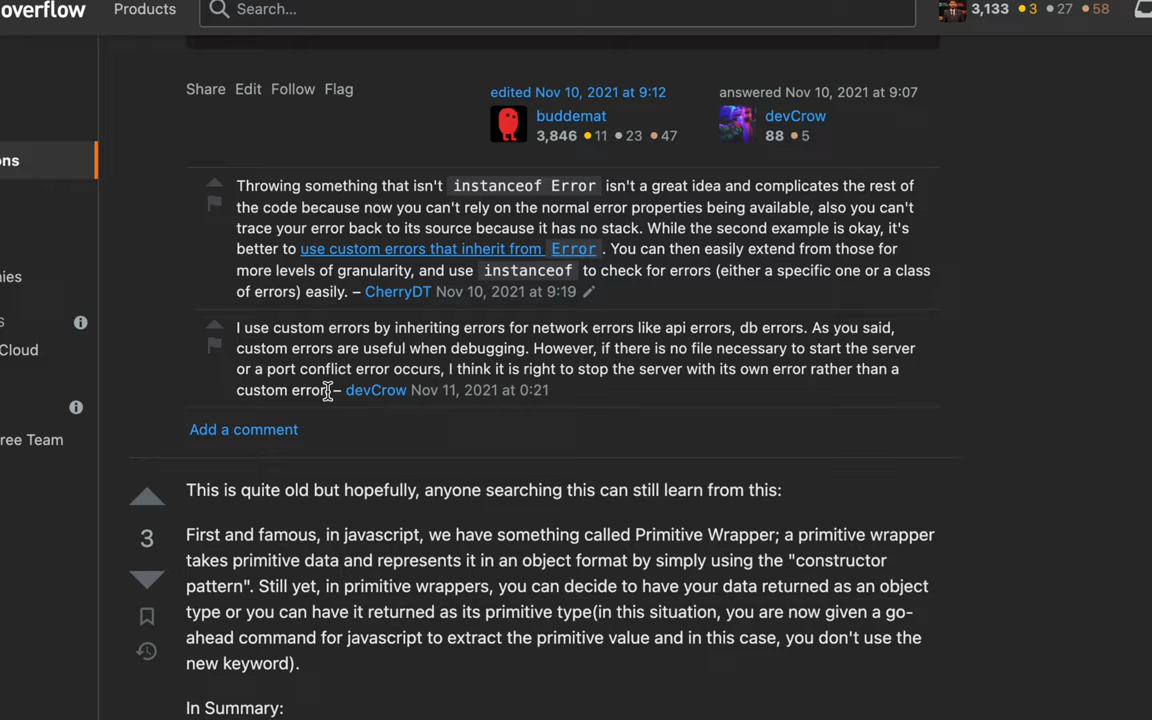 overflow Products Search... 3,133 3 27 58
ons
ies
s
Cloud
ree Team
Share Edit Follow Flag
edited Nov 10, 2021 at 9:12
buddemat
3,846 11 23 47
answered Nov 10, 2021 at 9:07
devCrow
88 5
Throwing something that isn't instanceof Error isn't a great idea and complicates the rest of
the code because now you can't rely on the normal error properties being available, also you can't
trace your error back to its source because it has no stack. While the second example is okay, it's
better to use custom errors that inherit from Error . You can then easily extend from those for
more levels of granularity, and use instanceof to check for errors (either a specific one or a class
of errors) easily. – CherryDT Nov 10, 2021 at 9:19
I use custom errors by inheriting errors for network errors like api errors, db errors. As you said,
custom errors are useful when debugging. However, if there is no file necessary to start the server
or a port conflict error occurs, I think it is right to stop the server with its own error rather than a
custom error – devCrow Nov 11, 2021 at 0:21
Add a comment
3
This is quite old but hopefully, anyone searching this can still learn from this:
First and famous, in javascript, we have something called Primitive Wrapper; a primitive wrapper
takes primitive data and represents it in an object format by simply using the "constructor
pattern". Still yet, in primitive wrappers, you can decide to have your data returned as an object
type or you can have it returned as its primitive type(in this situation, you are now given a go-
ahead command for javascript to extract the primitive value and in this case, you don't use the
new keyword).
In Summary: